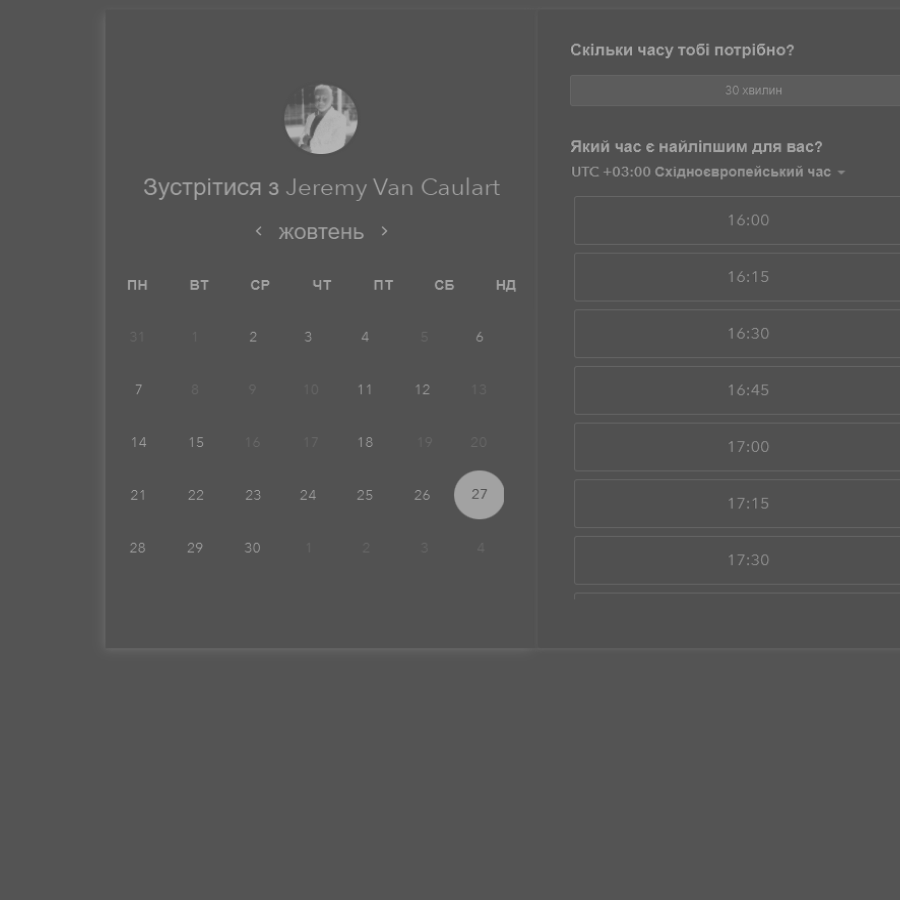 Зустрітися з Jeremy Van Caulart
жовтень
ПН ВТ СР ЧТ ПТ СБ НД
31 1 2 3 4 5 6
7 8 9 10 11 12 13
14 15 16 17 18 19 20
21 22 23 24 25 26 27
28 29 30 1 2 3 4
Скільки часу тобі потрібно?
30 хвилин
Який час є найліпшим для вас?
UTC +03:00 Східноєвропейський час
16:00
16:15
16:30
16:45
17:00
17:15
17:30